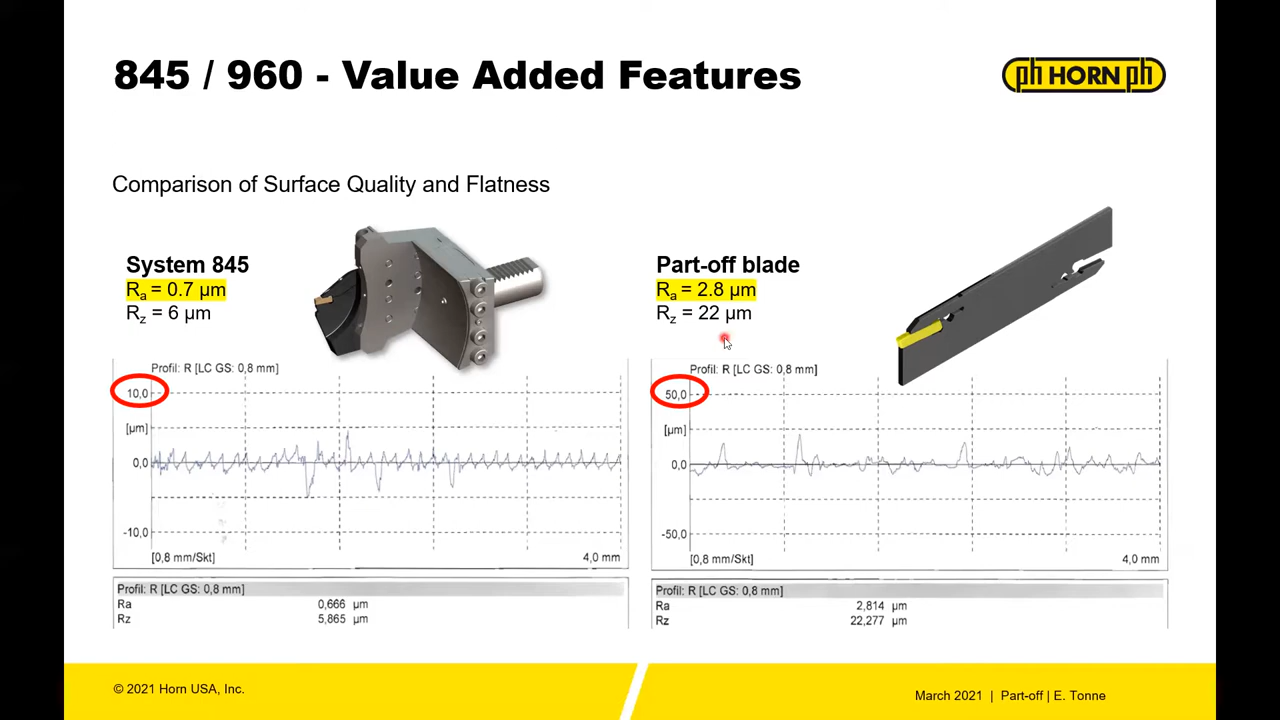 845 / 960 - Value Added Features
ph HORN ph
Comparison of Surface Quality and Flatness
System 845
Ra = 0.7 µm
Rz = 6 µm
Part-off blade
Ra = 2.8 µm
Rz = 22 µm
Profil: R [LC GS: 0,8 mm]
10,0
[µm]
0,0
-10,0
[0,8 mm/Skt]
4,0 mm
Profil: R [LC GS: 0,8 mm]
Ra 0,666 µm
Rz 5,865 µm
Profil: R [LC GS: 0,8 mm]
50,0
[µm]
0,0
-50,0
[0,8 mm/Skt]
4,0 mm
Profil: R [LC GS: 0,8 mm]
Ra 2,814 µm
Rz 22,277 µm
© 2021 Horn USA, Inc.
March 2021 | Part-off | E. Tonne